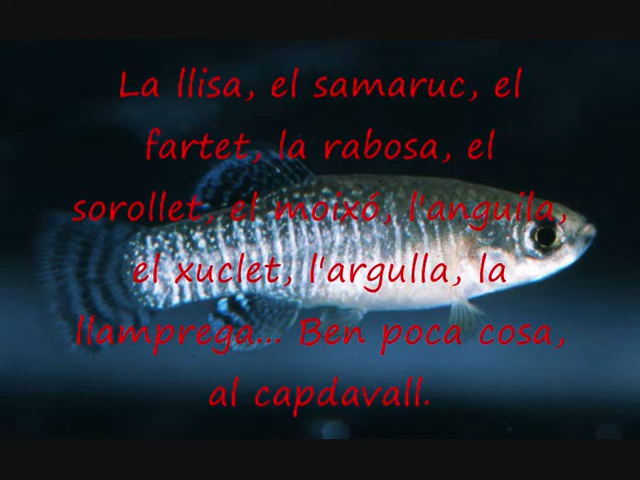 La llisa, el samaruc, el
fartet, la rabosa, el
sorollet, el moixó, l'anguila,
el xuclet, l'argulla, la
llamprega... Ben poca cosa,
al capdavall.